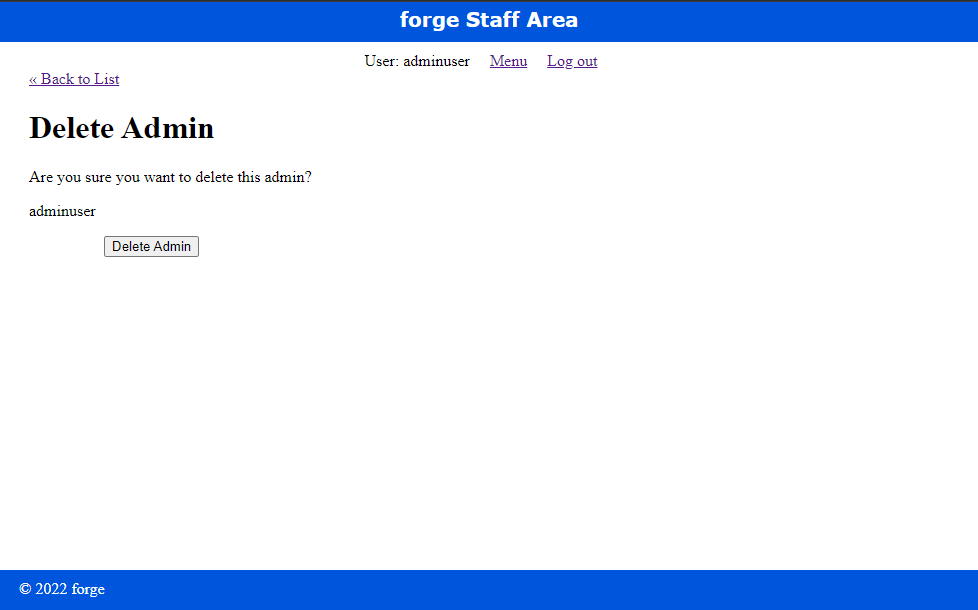 forge Staff Area
User: adminuser Menu Log out
« Back to List
Delete Admin
Are you sure you want to delete this admin?
adminuser
Delete Admin
© 2022 forge